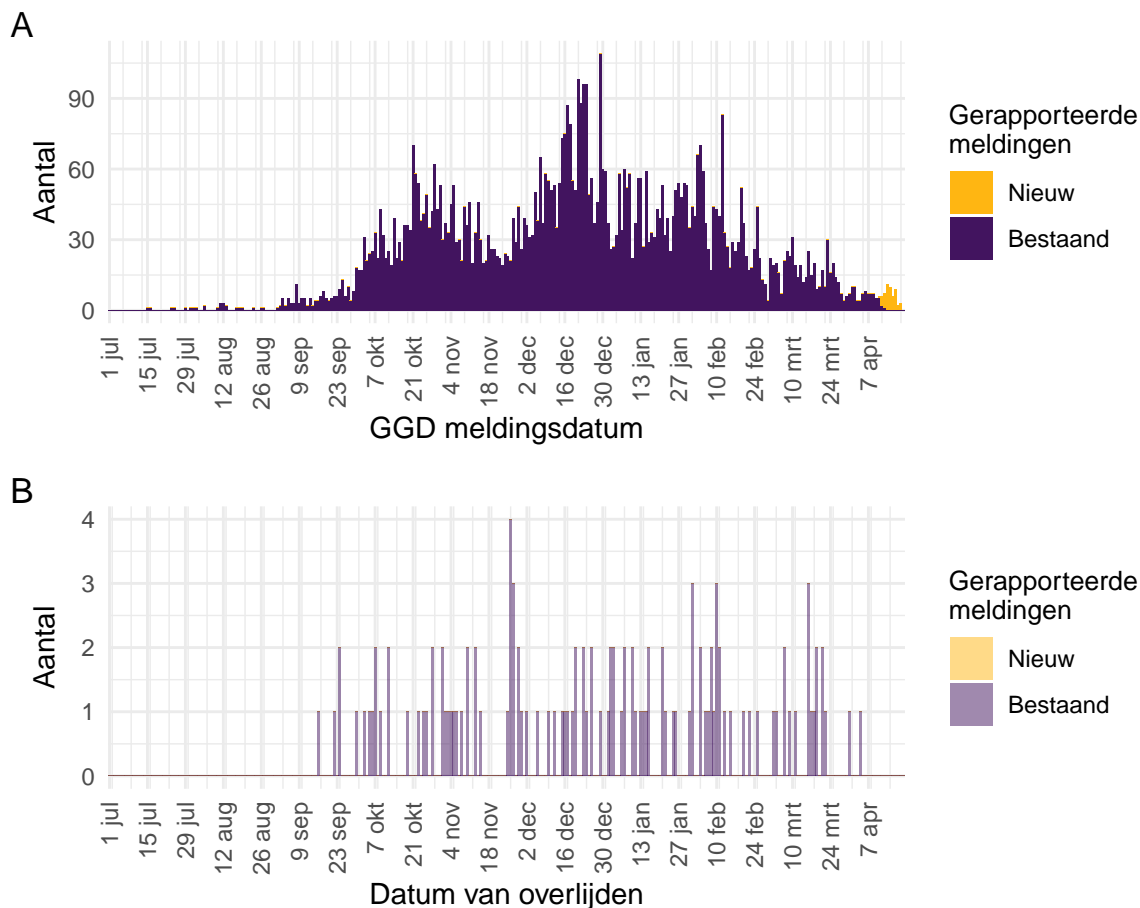 A
Aantal
90
60
30
0
1 jul
15 jul
29 jul
12 aug
26 aug
9 sep
23 sep
7 okt
21 okt
4 nov
18 nov
2 dec
16 dec
30 dec
13 jan
27 jan
10 feb
24 feb
10 mrt
24 mrt
7 apr
GGD meldingsdatum
Gerapporteerde
meldingen
Nieuw
Bestaand
B
Aantal
4
3
2
1
0
1 jul
15 jul
29 jul
12 aug
26 aug
9 sep
23 sep
7 okt
21 okt
4 nov
18 nov
2 dec
16 dec
30 dec
13 jan
27 jan
10 feb
24 feb
10 mrt
24 mrt
7 apr
Datum van overlijden
Gerapporteerde
meldingen
Nieuw
Bestaand